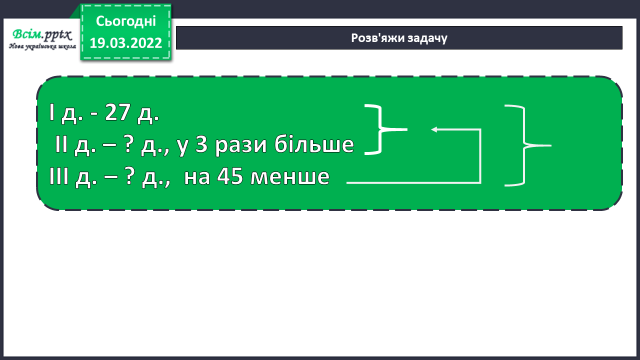 Всім.pptx
Нова українська школа
Сьогодні
19.03.2022
Розв'яжи задачу
І д. - 27 д.
ІІ д. – ? д., у 3 рази більше
ІІІ д. – ? д., на 45 менше